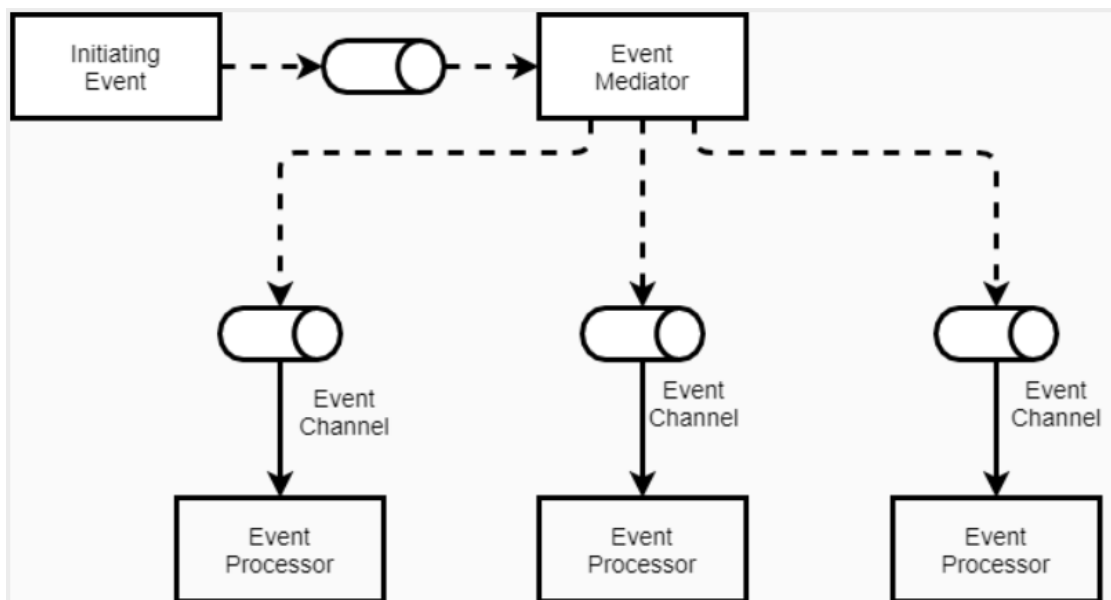 Initiating
Event
Event
Mediator
Event
Channel
Event
Channel
Event
Channel
Event
Processor
Event
Processor
Event
Processor